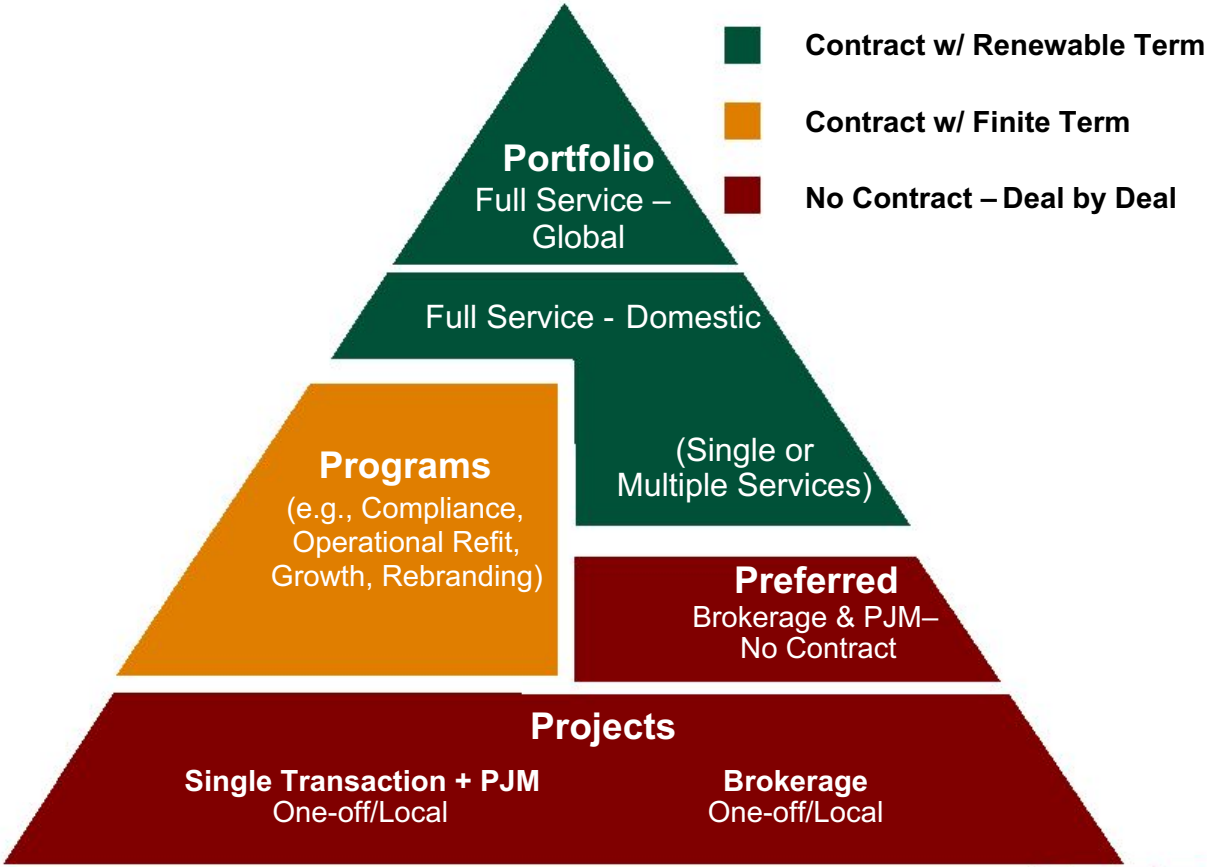 Contract w/ Renewable Term
Contract w/ Finite Term
No Contract – Deal by Deal
Portfolio
Full Service –
Global
Full Service - Domestic
(Single or
Multiple Services)
Programs
(e.g., Compliance,
Operational Refit,
Growth, Rebranding)
Preferred
Brokerage & PJM–
No Contract
Projects
Single Transaction + PJM
One-off/Local
Brokerage
One-off/Local